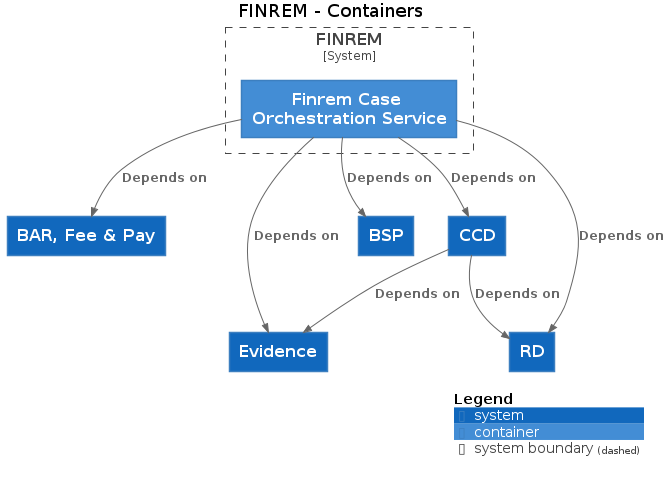 FINREM - Containers
FINREM
[System]
Finrem Case
Orchestration Service
Depends on
Depends on
Depends on
Depends on
Depends on
BAR, Fee & Pay
BSP
CCD
Depends on
Depends on
Evidence
RD
Legend
system
container
system boundary (dashed)